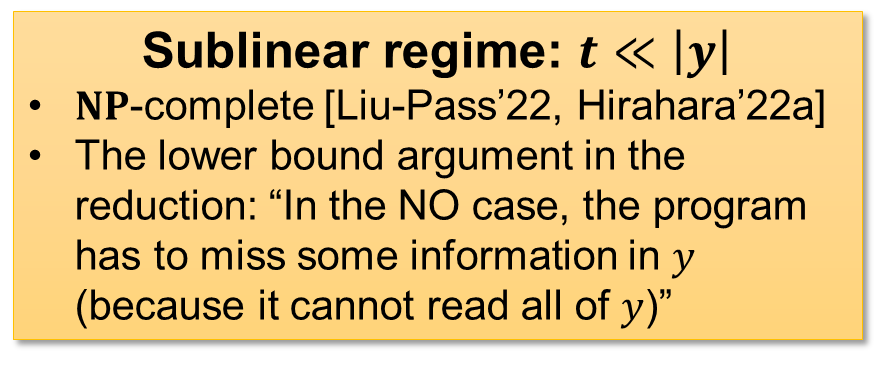 Sublinear regime: 𝒕 ≪ |𝒚|
• NP-complete [Liu-Pass’22, Hirahara’22a]
• The lower bound argument in the
reduction: “In the NO case, the program
has to miss some information in 𝑦
(because it cannot read all of 𝑦)”